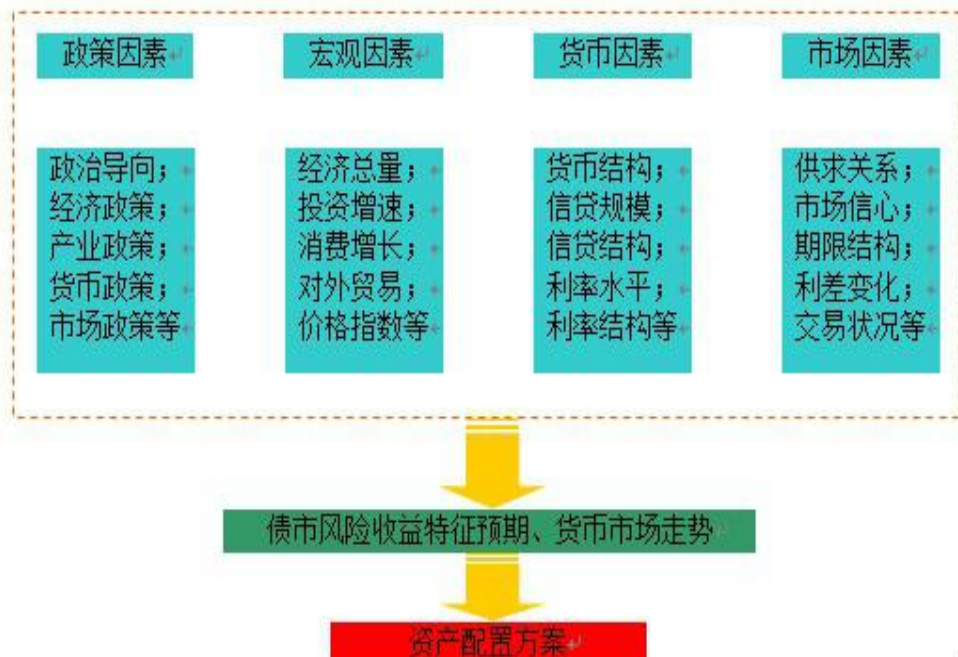 政策因素
宏观因素
货币因素
市场因素
政治导向；
经济政策；
产业政策；
货币政策；
市场政策等
经济总量；
投资增速；
消费增长；
对外贸易；
价格指数等
货币结构；
信贷规模；
信贷结构；
利率水平；
利率结构等
供求关系；
市场信心；
期限结构；
利差变化；
交易状况等
债市风险收益特征预期、货币市场走势
资产配置方案